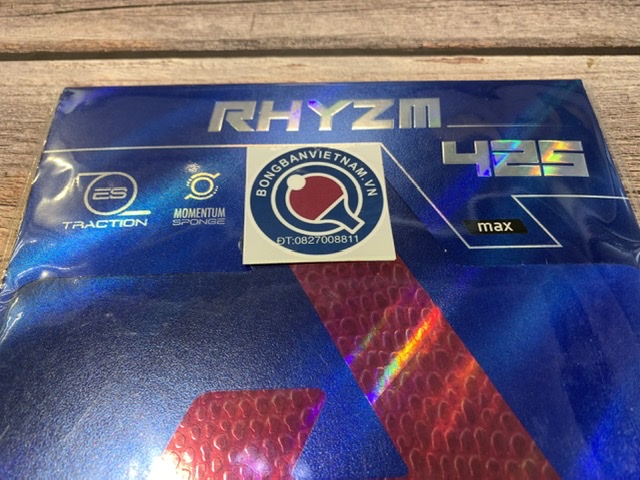 RHYZM
425
ES
TRACTION
MOMENTUM
SPONGE
BONGBANVIETNAM.VN
ĐT:0827008811
max